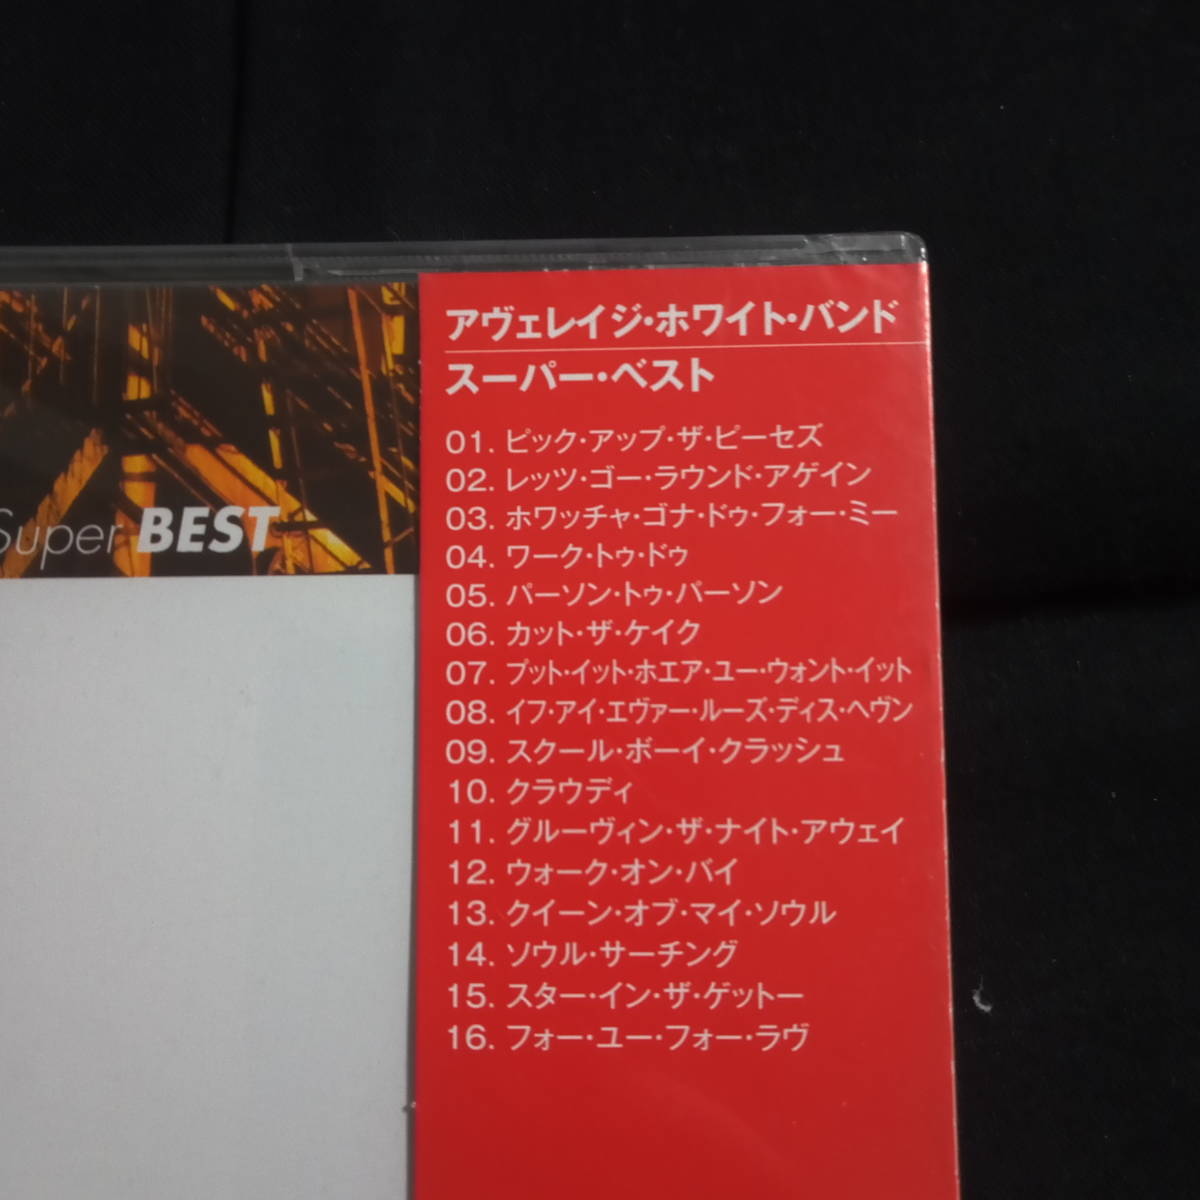 Super BEST
アヴェレイジ・ホワイト・バンド
スーパー・ベスト
01. ピック・アップ・ザ・ピーセズ
02. レッツ・ゴー・ラウンド・アゲイン
03. ホワッチャ・ゴナ・ドゥ・フォー・ミー
04. ワーク・トゥ・ドゥ
05. パーソン・トゥ・パーソン
06. カット・ザ・ケイク
07. プット・イット・ホエア・ユー・ウォント・イット
08. イフ・アイ・エヴァー・ルーズ・ディス・ヘヴン
09. スクール・ボーイ・クラッシュ
10. クラウディ
11. グルーヴィン・ザ・ナイト・アウェイ
12. ウォーク・オン・バイ
13. クイーン・オブ・マイ・ソウル
14. ソウル・サーチング
15. スター・イン・ザ・ゲットー
16. フォー・ユー・フォー・ラヴ